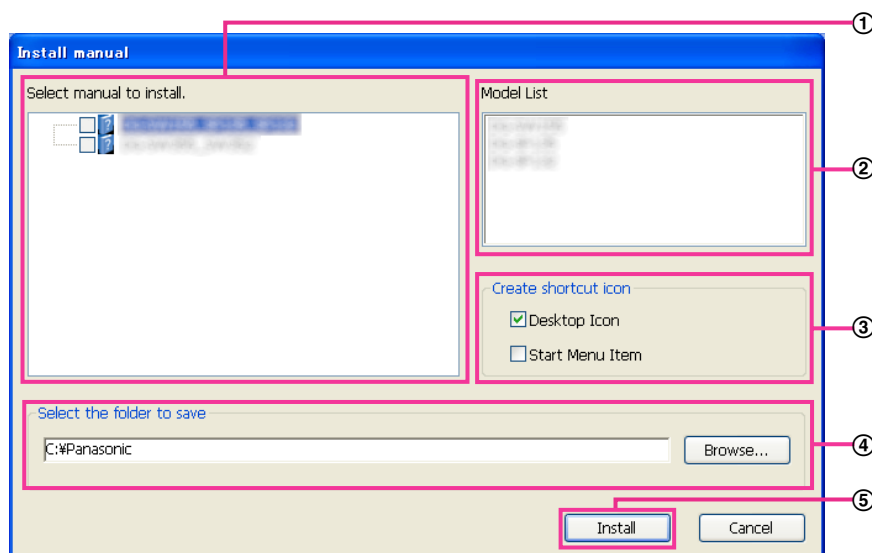 ①
Install manual
Select manual to install.
Model List
②
Create shortcut icon
Desktop Icon
Start Menu Item
③
Select the folder to save
C:¥Panasonic
Browse...
④
⑤
Install
Cancel